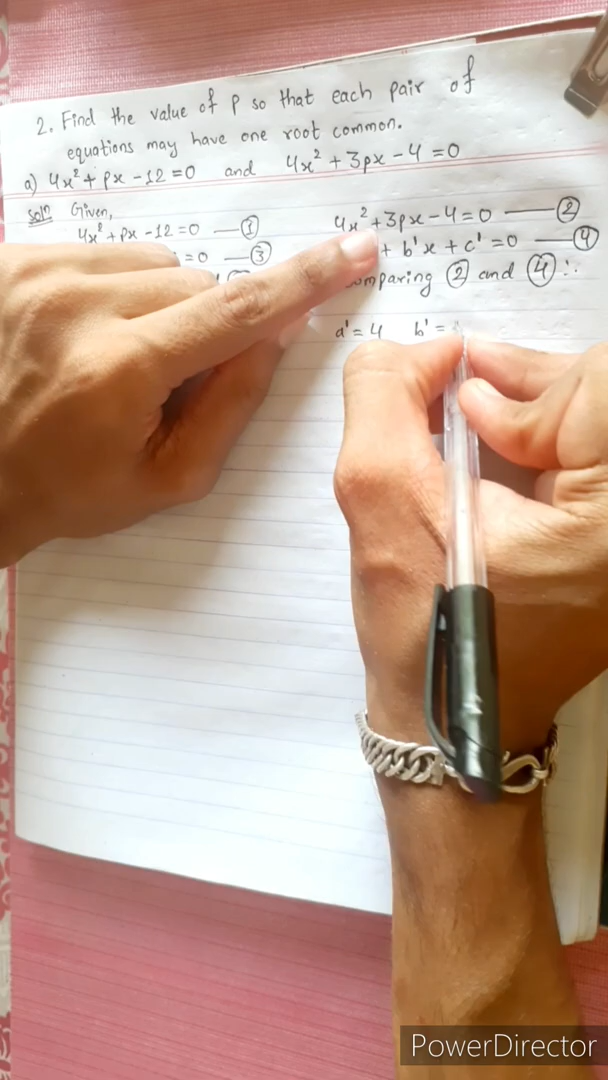 2. Find the value of P so that each pair of
equations may have one root common.
a) 4x² + px - 12 = 0 and 4x² + 3px - 4 = 0
Solⁿ Given,
4x² + px - 12 = 0 — ①
4x² + 3px - 4 = 0 — ②
= 0 — ③
+ b'x + c' = 0 — ④
comparing ② and ④ ∴
a' = 4 b' =
PowerDirector